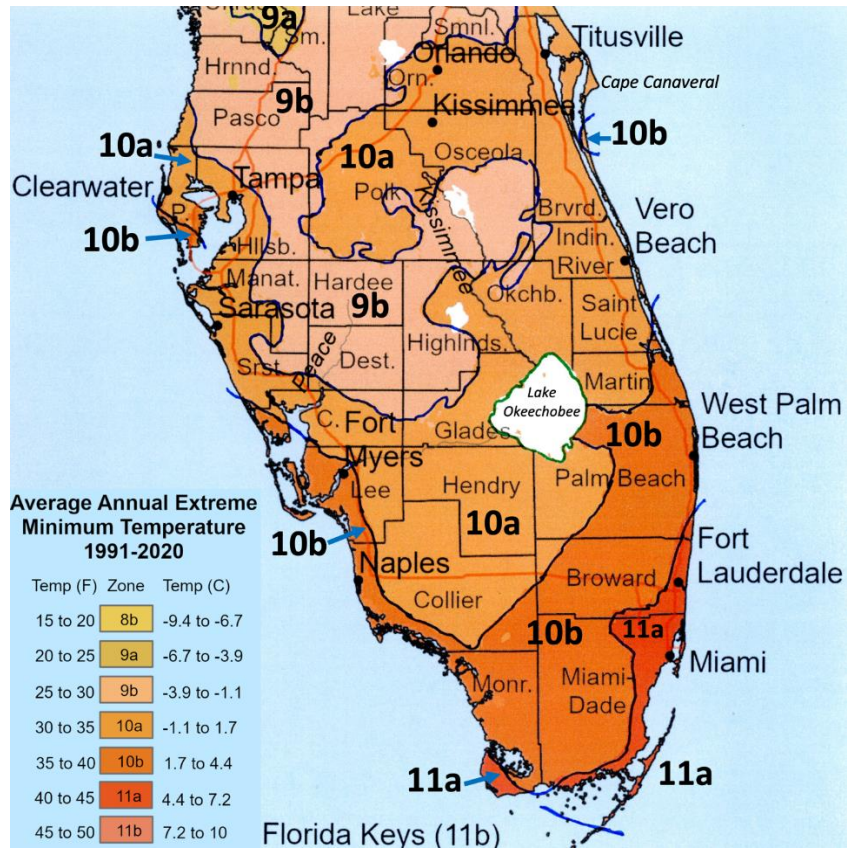 9a
Lake
Sm.
Smnl.
Titusville
Orlando
Hrnnd.
Orn.
Cape Canaveral
9b
Kissimmee
Pasco
10b
10a
10a
Osceola
Clearwater
Tampa
Polk
Kissimmee
P.
Brvrd.
Vero
Beach
10b
Hllsb.
Indin.
River
Manat.
Hardee
9b
Okchb.
Sarasota
Saint
Lucie
Peace
Dest.
Highlnds.
Srst.
Martin
Lake
Okeechobee
West Palm
Beach
C.
Fort
Myers
Glades
10b
Lee
Hendry
Palm Beach
10a
10b
Fort
Lauderdale
Naples
Broward
Collier
10b
11a
Miami
Monr.
Miami-
Dade
11a
11a
Florida Keys (11b)
Average Annual Extreme
Minimum Temperature
1991-2020
Temp (F) Zone Temp (C)
15 to 20 8b -9.4 to -6.7
20 to 25 9a -6.7 to -3.9
25 to 30 9b -3.9 to -1.1
30 to 35 10a -1.1 to 1.7
35 to 40 10b 1.7 to 4.4
40 to 45 11a 4.4 to 7.2
45 to 50 11b 7.2 to 10